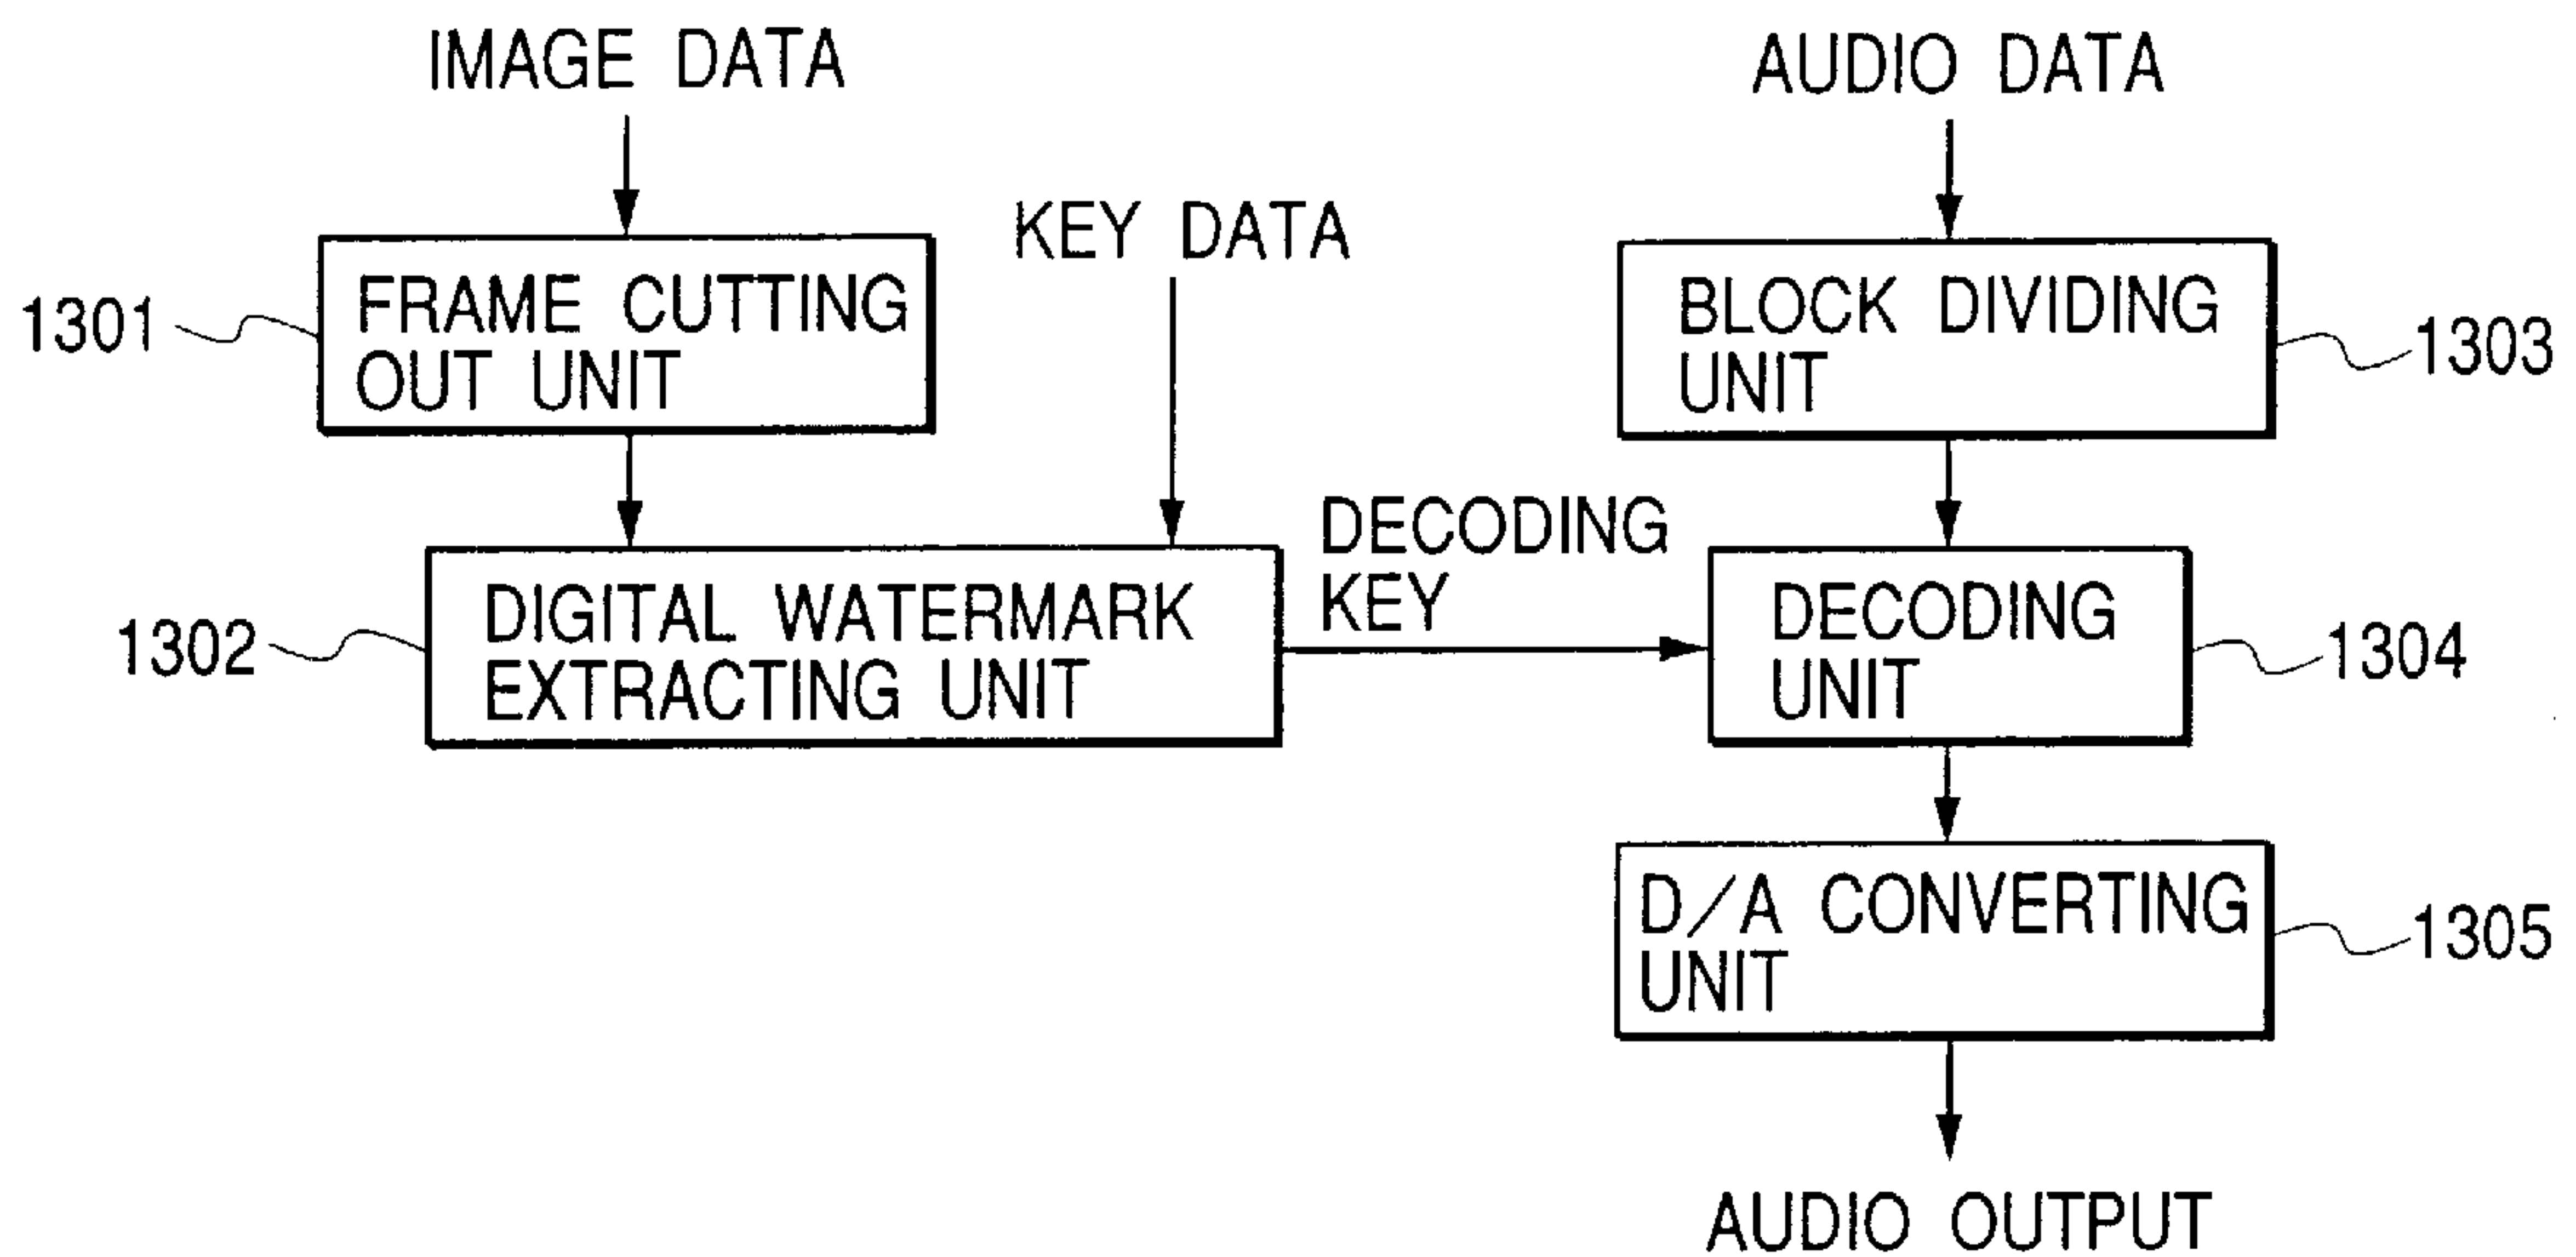 IMAGE DATA
AUDIO DATA
KEY DATA
FRAME CUTTING
OUT UNIT
1301
BLOCK DIVIDING
UNIT
1303
DECODING
KEY
DIGITAL WATERMARK
EXTRACTING UNIT
1302
DECODING
UNIT
1304
D/A CONVERTING
UNIT
1305
AUDIO OUTPUT